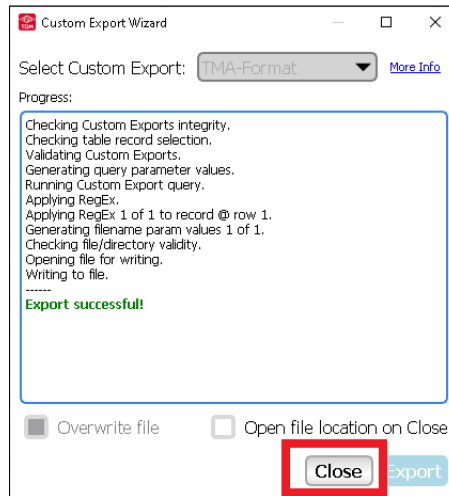 TDM
Custom Export Wizard
Select Custom Export: TMA-Format More Info
Progress:
Checking Custom Exports integrity.
Checking table record selection.
Validating Custom Exports.
Generating query parameter values.
Running Custom Export query.
Applying RegEx.
Applying RegEx 1 of 1 to record @ row 1.
Generating filename param values 1 of 1.
Checking file/directory validity.
Opening file for writing.
Writing to file.
------
Export successful!
Overwrite file Open file location on Close
Close Export